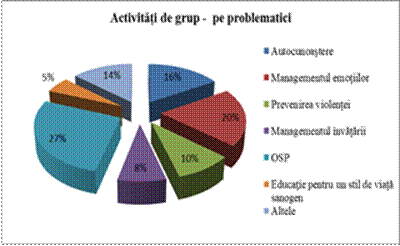 Activități de grup - pe problematici
14%
16%
5%
20%
27%
8%
10%
Autocunoaștere
Managementul emoțiilor
Prevenirea violenței
Managementul învățării
OSP
Educație pentru un stil de viață
sanogen
Altele